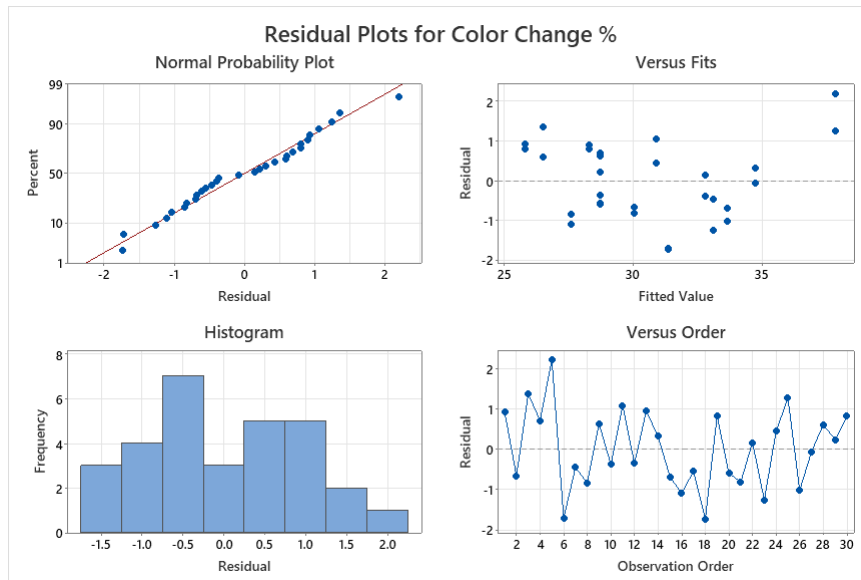 Residual Plots for Color Change %
Normal Probability Plot
99
90
50
10
1
Percent
-2 -1 0 1 2
Residual
Versus Fits
2
1
0
-1
-2
Residual
25 30 35
Fitted Value
Histogram
8
6
4
2
0
Frequency
-1.5 -1.0 -0.5 0.0 0.5 1.0 1.5 2.0
Residual
Versus Order
2
1
0
-1
-2
Residual
2 4 6 8 10 12 14 16 18 20 22 24 26 28 30
Observation Order